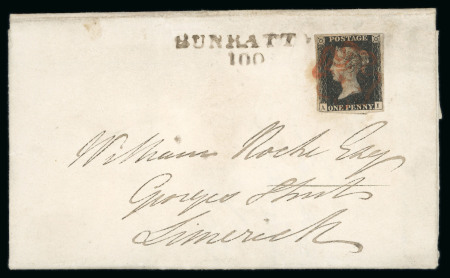 BUNRATTY
100
POSTAGE
ONE PENNY
I
William Roche Esq
Georges Street
Limerick